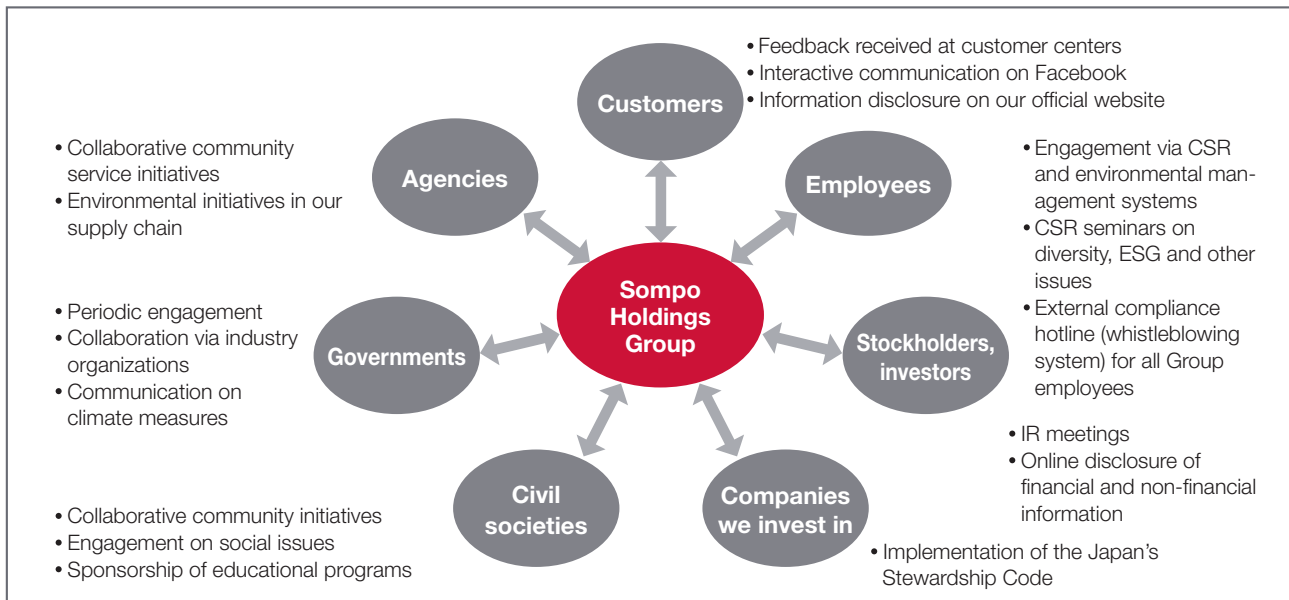 • Feedback received at customer centers
• Interactive communication on Facebook
• Information disclosure on our official website
Customers
• Collaborative community
service initiatives
• Environmental initiatives in our
supply chain
Agencies
Employees
• Engagement via CSR
and environmental man-
agement systems
• CSR seminars on
diversity, ESG and other
issues
• External compliance
hotline (whistleblowing
system) for all Group
employees
Sompo
Holdings
Group
• Periodic engagement
• Collaboration via industry
organizations
• Communication on
climate measures
Governments
Stockholders,
investors
• IR meetings
• Online disclosure of
financial and non-financial
information
Civil
societies
• Collaborative community initiatives
• Engagement on social issues
• Sponsorship of educational programs
Companies
we invest in
• Implementation of the Japan's
Stewardship Code